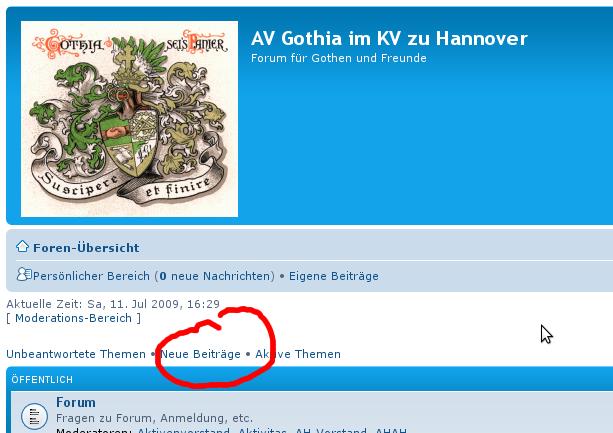 GOTHIA SEI'S PANIER
Suscipere et finire
AV Gothia im KV zu Hannover
Forum für Gothen und Freunde
Foren-Übersicht
Persönlicher Bereich (0 neue Nachrichten) • Eigene Beiträge
Aktuelle Zeit: Sa, 11. Jul 2009, 16:29
[ Moderations-Bereich ]
Unbeantwortete Themen • Neue Beiträge • Aktive Themen
ÖFFENTLICH
Forum
Fragen zu Forum, Anmeldung, etc.
Moderatoren: Aktivenvorstand, Aktivitas, AH-Vorstand, AHAH